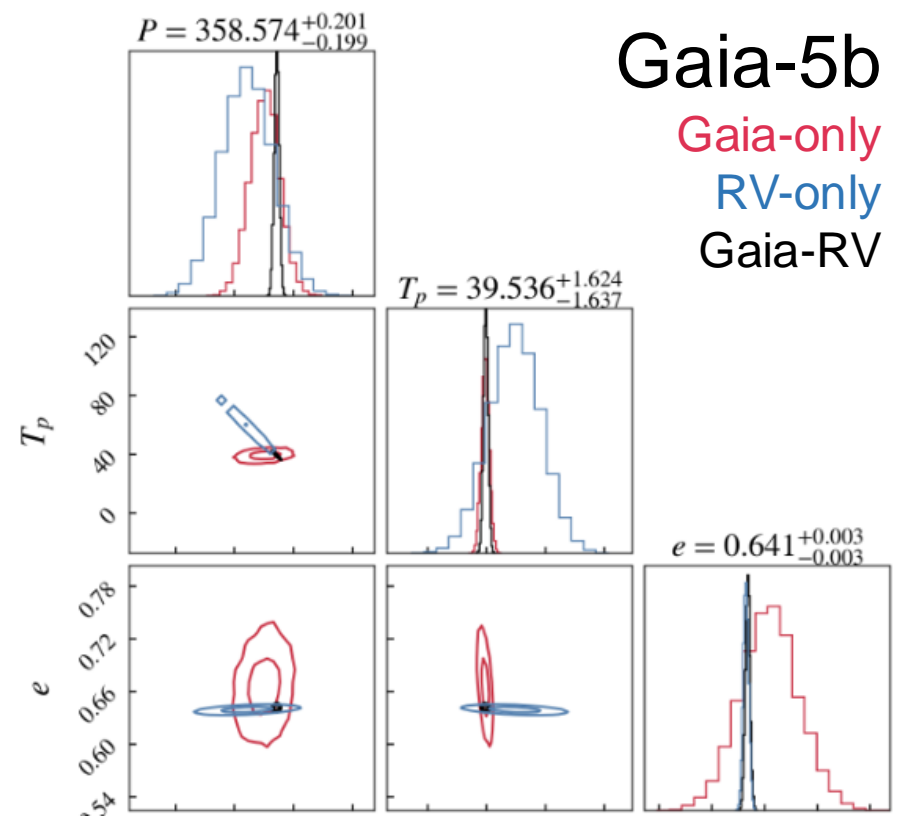 P = 358.574+0.201−0.199
Gaia-5b
Gaia-only
RV-only
Gaia-RV
Tp = 39.536+1.624−1.637
120
80
40
0
Tp
e = 0.641+0.003−0.003
0.78
0.72
0.66
0.60
e